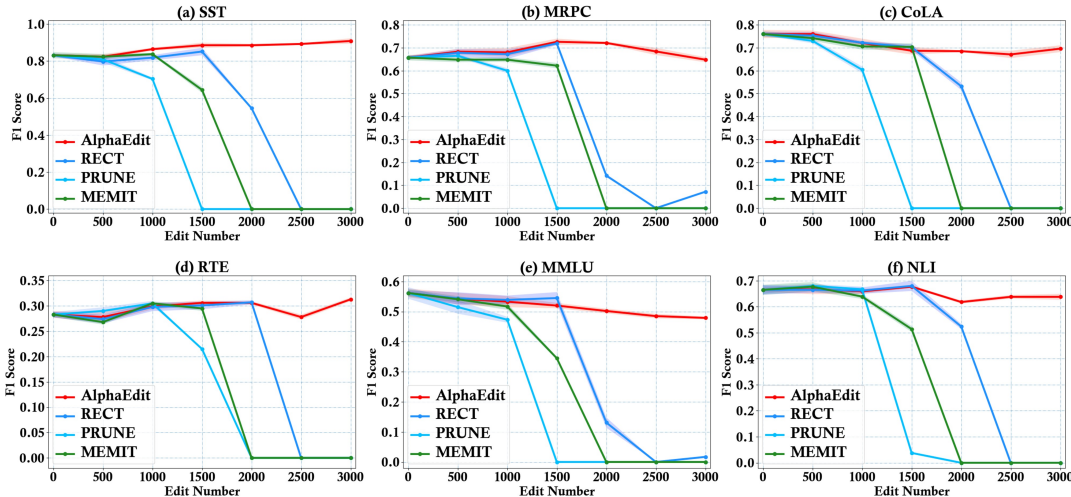 (a) SST
F1 Score
1.0
0.8
0.6
0.4
0.2
0.0
AlphaEdit
RECT
PRUNE
MEMIT
0 500 1000 1500 2000 2500 3000
Edit Number
(b) MRPC
F1 Score
0.8
0.7
0.6
0.5
0.4
0.3
0.2
0.1
0.0
AlphaEdit
RECT
PRUNE
MEMIT
0 500 1000 1500 2000 2500 3000
Edit Number
(c) CoLA
F1 Score
0.8
0.7
0.6
0.5
0.4
0.3
0.2
0.1
0.0
AlphaEdit
RECT
PRUNE
MEMIT
0 500 1000 1500 2000 2500 3000
Edit Number
(d) RTE
F1 Score
0.35
0.30
0.25
0.20
0.15
0.10
0.05
0.00
AlphaEdit
RECT
PRUNE
MEMIT
0 500 1000 1500 2000 2500 3000
Edit Number
(e) MMLU
F1 Score
0.6
0.5
0.4
0.3
0.2
0.1
0.0
AlphaEdit
RECT
PRUNE
MEMIT
0 500 1000 1500 2000 2500 3000
Edit Number
(f) NLI
F1 Score
0.7
0.6
0.5
0.4
0.3
0.2
0.1
0.0
AlphaEdit
RECT
PRUNE
MEMIT
0 500 1000 1500 2000 2500 3000
Edit Number